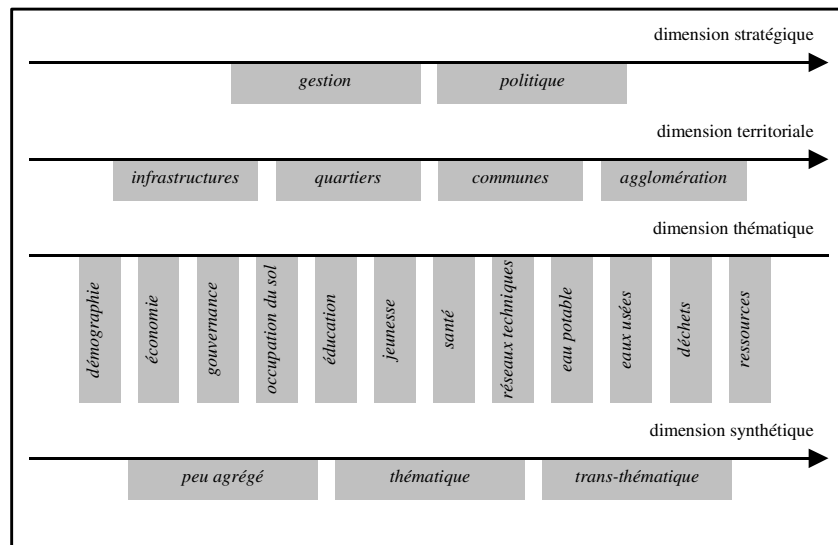 dimension stratégique
gestion politique
dimension territoriale
infrastructures quartiers communes agglomération
dimension thématique
démographie
économie
gouvernance
occupation du sol
éducation
jeunesse
santé
réseaux techniques
eau potable
eaux usées
déchets
ressources
dimension synthétique
peu agrégé thématique trans-thématique